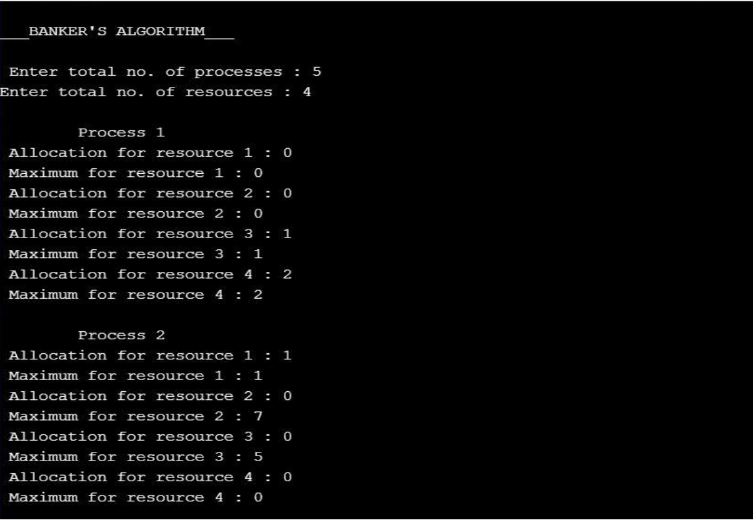 ___BANKER'S ALGORITHM___
Enter total no. of processes : 5
Enter total no. of resources : 4
Process 1
Allocation for resource 1 : 0
Maximum for resource 1 : 0
Allocation for resource 2 : 0
Maximum for resource 2 : 0
Allocation for resource 3 : 1
Maximum for resource 3 : 1
Allocation for resource 4 : 2
Maximum for resource 4 : 2
Process 2
Allocation for resource 1 : 1
Maximum for resource 1 : 1
Allocation for resource 2 : 0
Maximum for resource 2 : 7
Allocation for resource 3 : 0
Maximum for resource 3 : 5
Allocation for resource 4 : 0
Maximum for resource 4 : 0